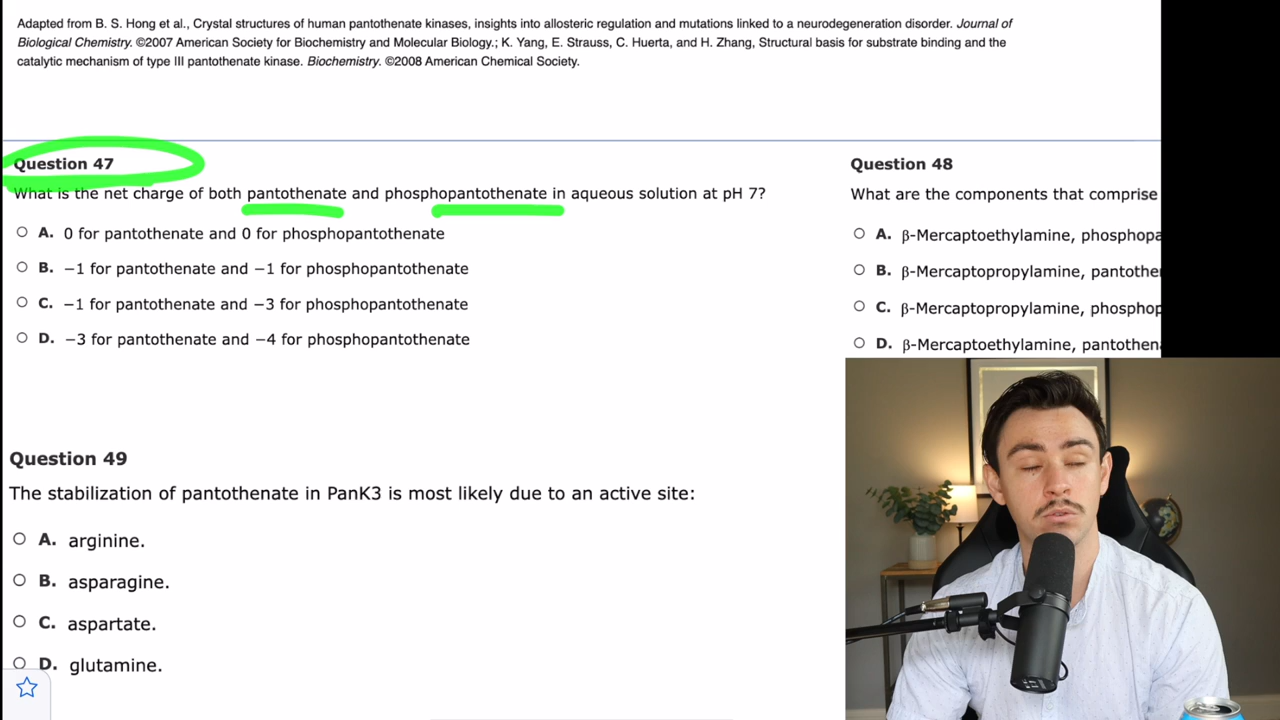 Adapted from B. S. Hong et al., Crystal structures of human pantothenate kinases, insights into allosteric regulation and mutations linked to a neurodegeneration disorder. Journal of
Biological Chemistry. ©2007 American Society for Biochemistry and Molecular Biology.; K. Yang, E. Strauss, C. Huerta, and H. Zhang, Structural basis for substrate binding and the
catalytic mechanism of type III pantothenate kinase. Biochemistry. ©2008 American Chemical Society.
Question 47
What is the net charge of both pantothenate and phosphopantothenate in aqueous solution at pH 7?
A. 0 for pantothenate and 0 for phosphopantothenate
B. −1 for pantothenate and −1 for phosphopantothenate
C. −1 for pantothenate and −3 for phosphopantothenate
D. −3 for pantothenate and −4 for phosphopantothenate
Question 48
What are the components that comprise
A. β-Mercaptoethylamine, phosphopa
B. β-Mercaptopropylamine, pantothe
C. β-Mercaptopropylamine, phosphop
D. β-Mercaptoethylamine, pantothen
Question 49
The stabilization of pantothenate in PanK3 is most likely due to an active site:
A. arginine.
B. asparagine.
C. aspartate.
D. glutamine.